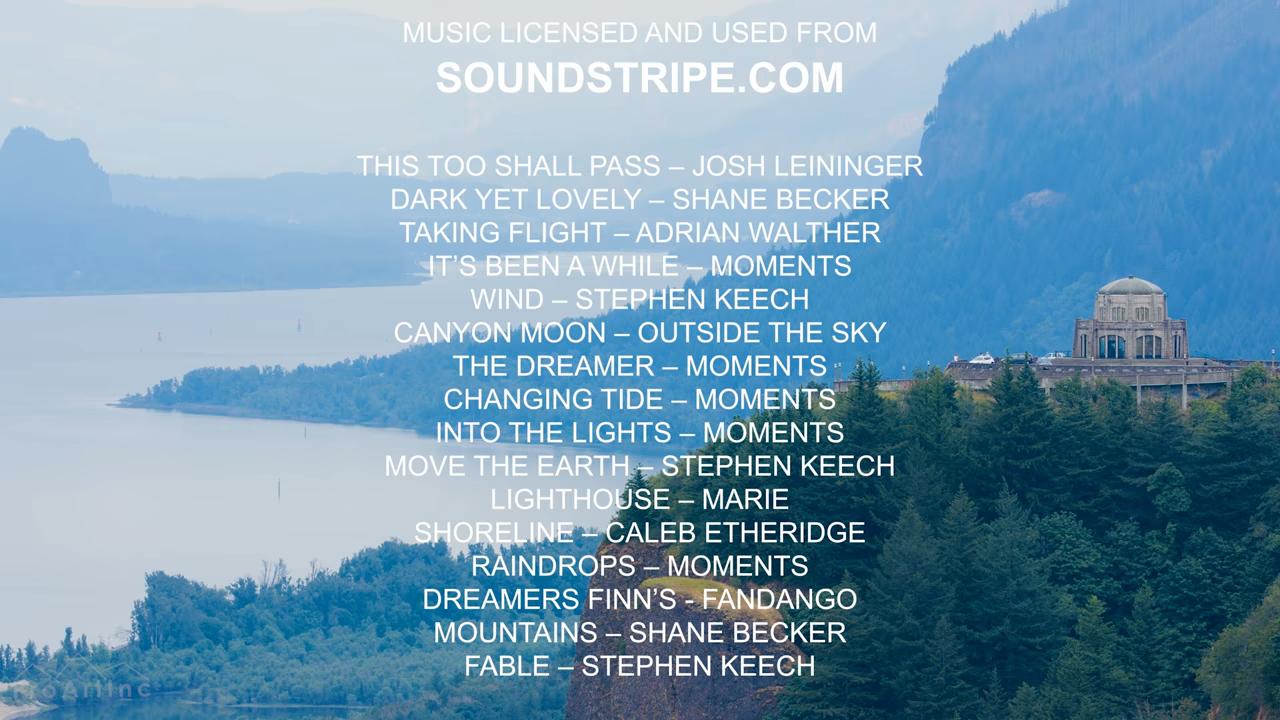 MUSIC LICENSED AND USED FROM
SOUNDSTRIPE.COM
THIS TOO SHALL PASS – JOSH LEININGER
DARK YET LOVELY – SHANE BECKER
TAKING FLIGHT – ADRIAN WALTHER
IT’S BEEN A WHILE – MOMENTS
WIND – STEPHEN KEECH
CANYON MOON – OUTSIDE THE SKY
THE DREAMER – MOMENTS
CHANGING TIDE – MOMENTS
INTO THE LIGHTS – MOMENTS
MOVE THE EARTH – STEPHEN KEECH
LIGHTHOUSE – MARIE
SHORELINE – CALEB ETHERIDGE
RAINDROPS – MOMENTS
DREAMERS FINN’S - FANDANGO
MOUNTAINS – SHANE BECKER
FABLE – STEPHEN KEECH